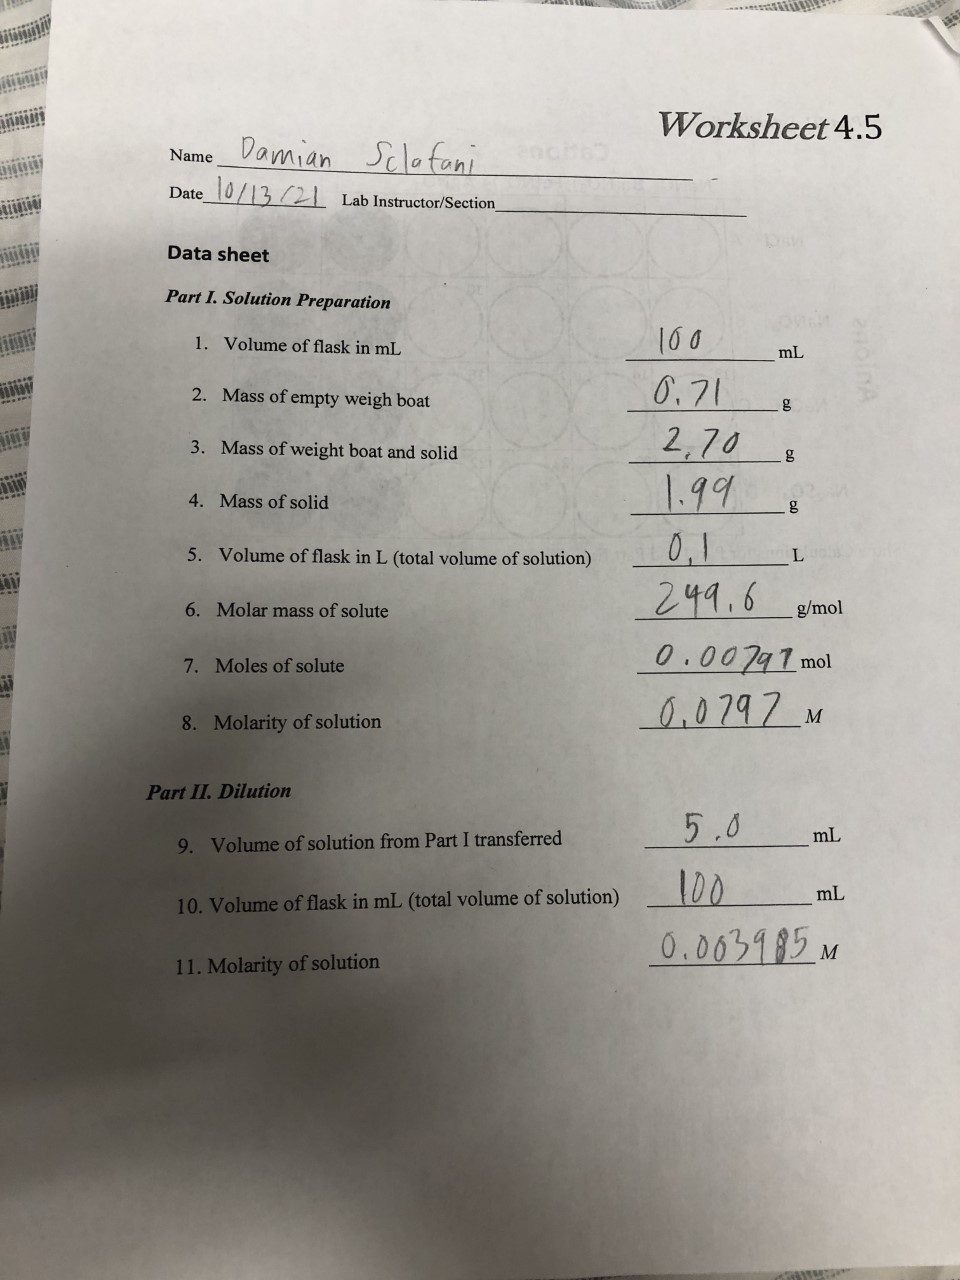 Worksheet 4.5
Name Damian Sclafani
Date 10/13/21 Lab Instructor/Section
Data sheet
Part I. Solution Preparation
1. Volume of flask in mL 100 mL
2. Mass of empty weigh boat 0.71 g
3. Mass of weight boat and solid 2.70 g
4. Mass of solid 1.99 g
5. Volume of flask in L (total volume of solution) 0.1 L
6. Molar mass of solute 249.6 g/mol
7. Moles of solute 0.00797 mol
8. Molarity of solution 0.0797 M
Part II. Dilution
9. Volume of solution from Part I transferred 5.0 mL
10. Volume of flask in mL (total volume of solution) 100 mL
11. Molarity of solution 0.003985 M